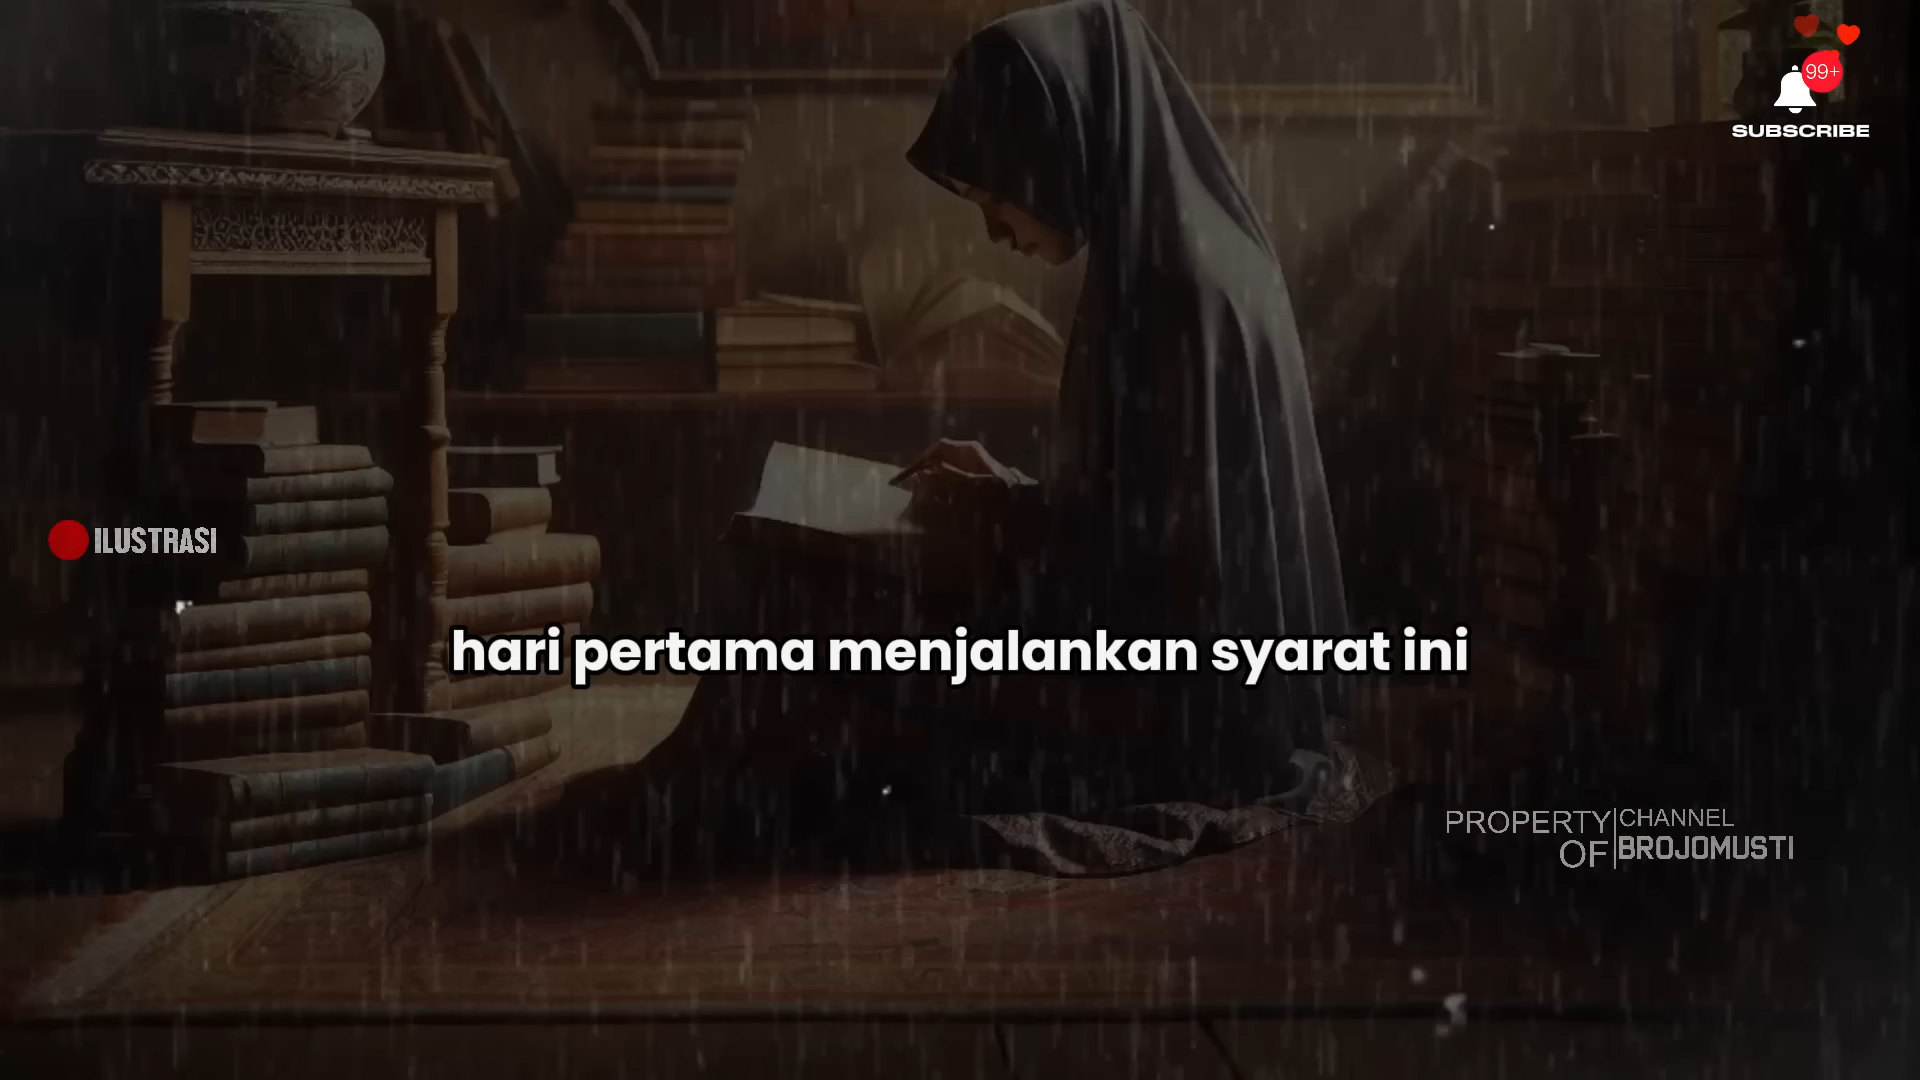 99+
SUBSCRIBE
ILUSTRASI
hari pertama menjalankan syarat ini
PROPERTY OF
CHANNEL
BROJOMUSTI